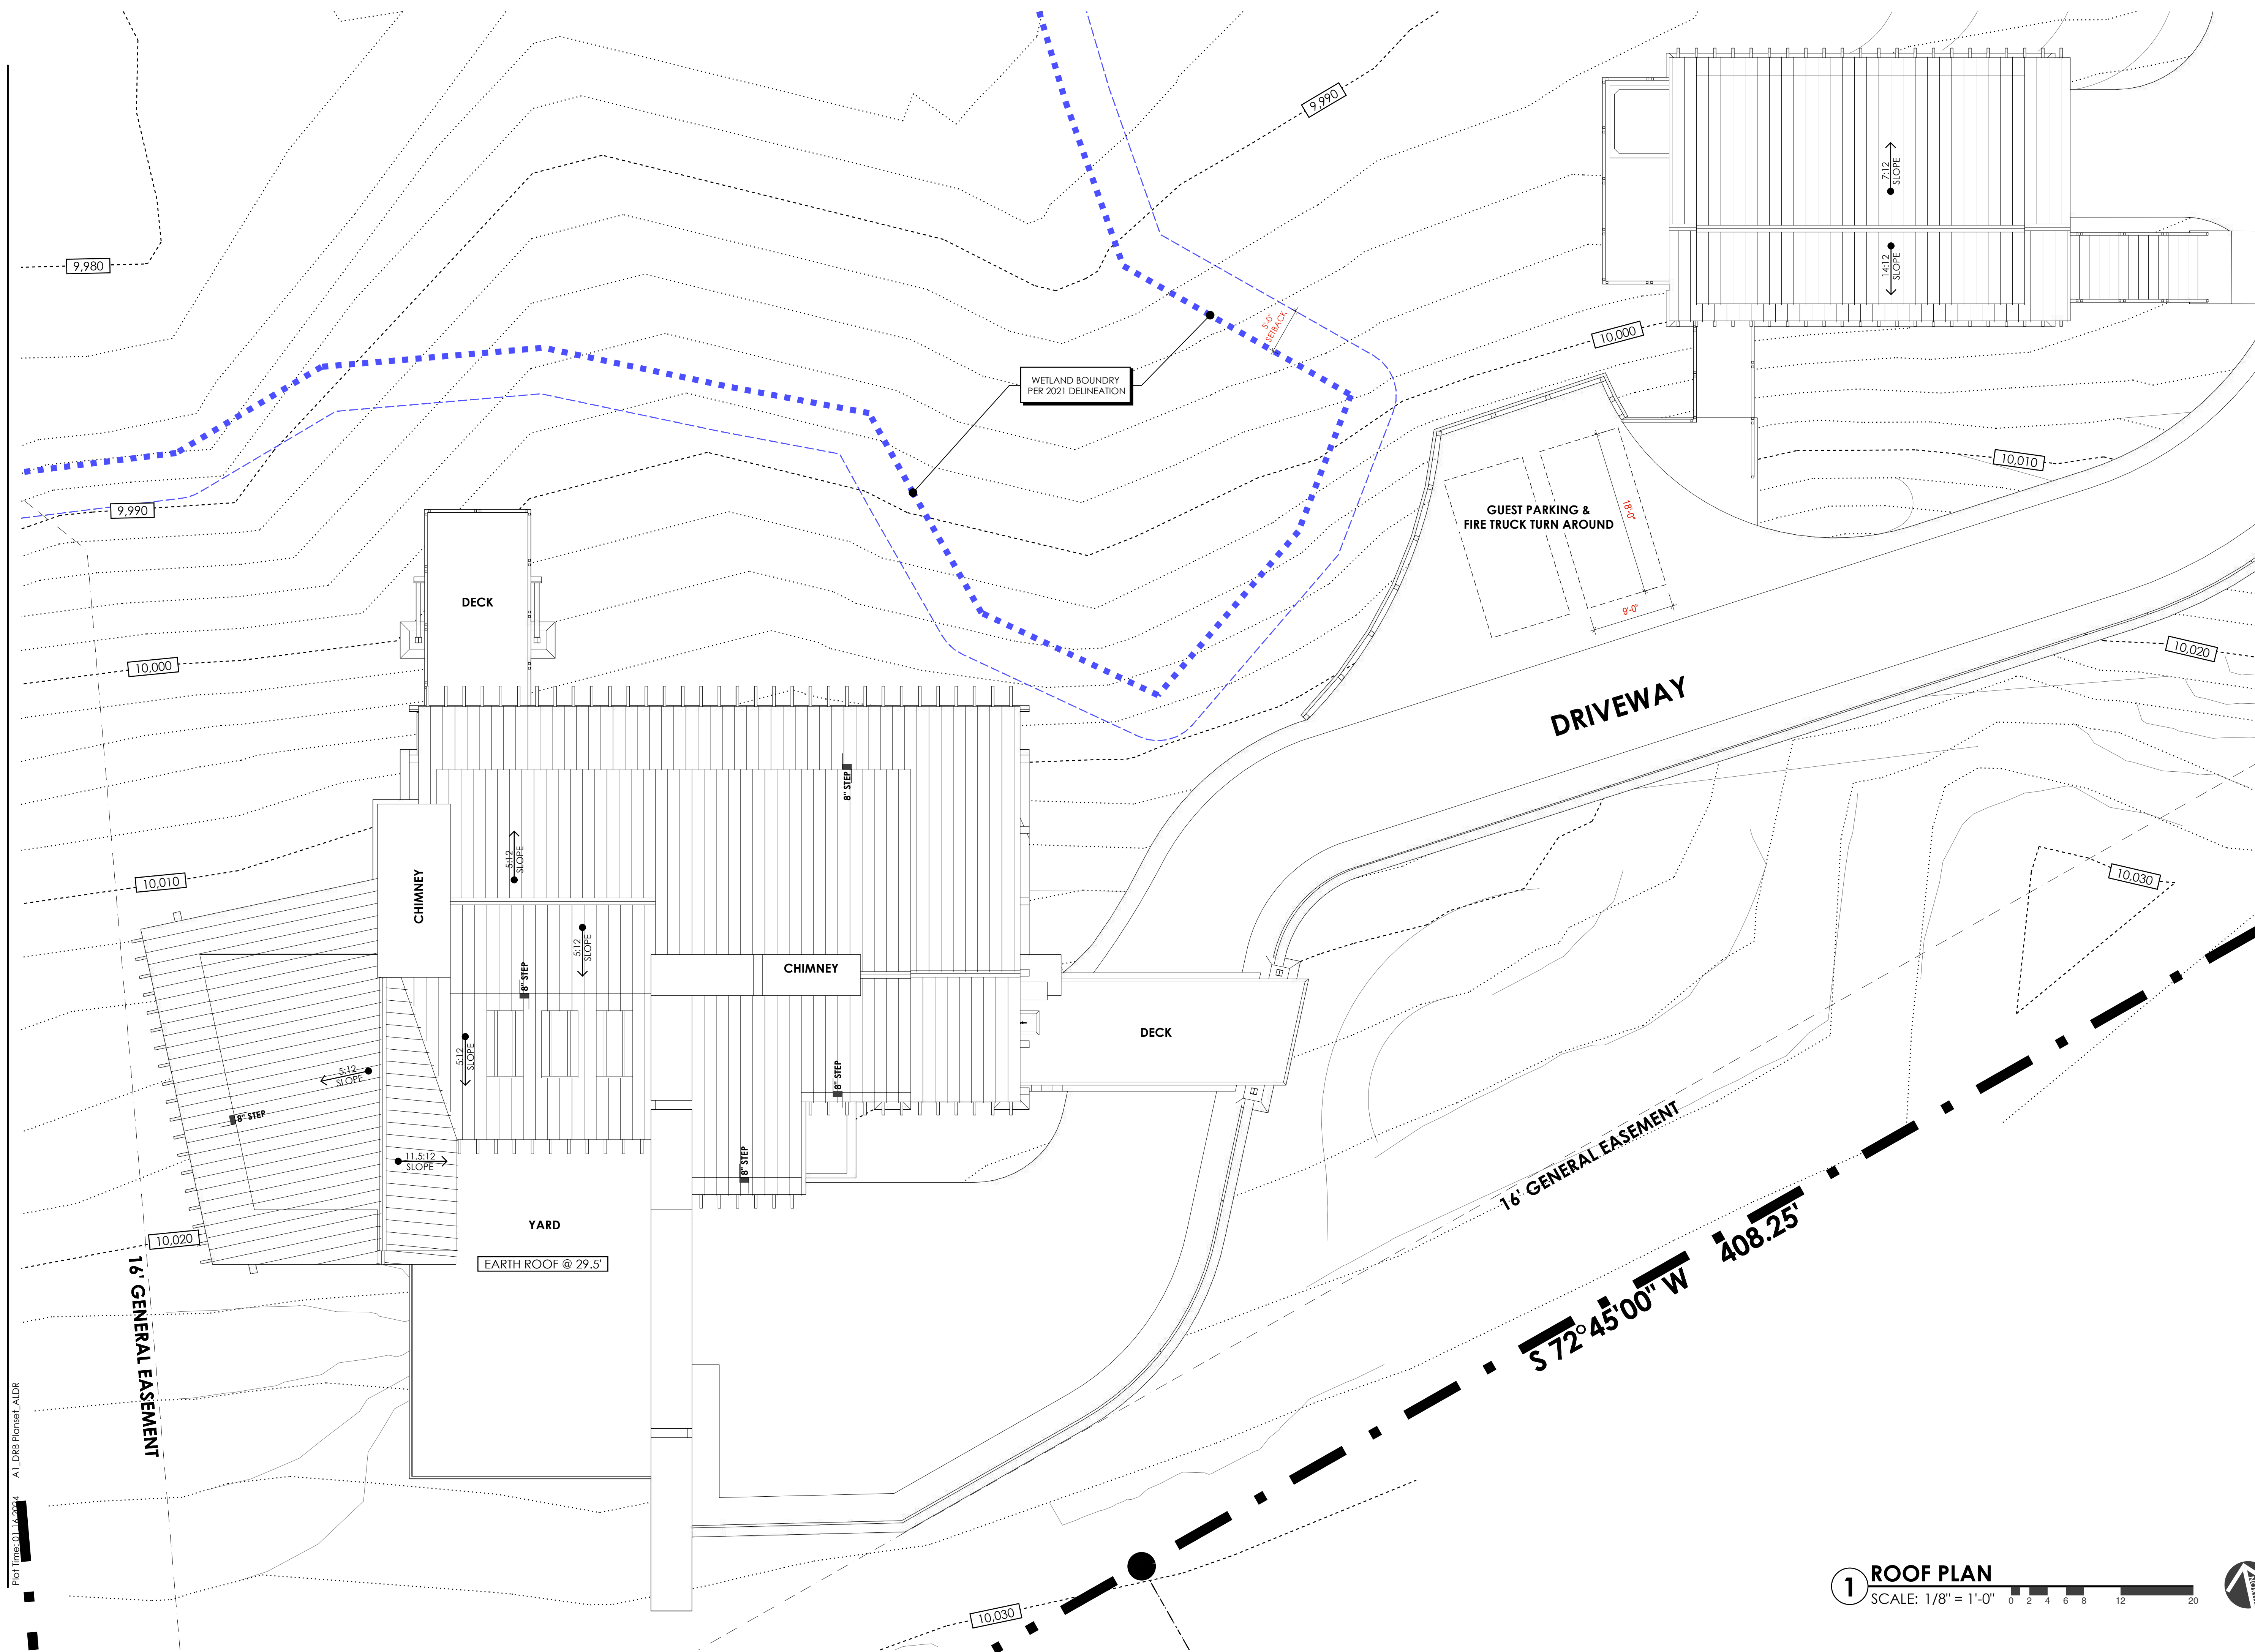 9,980
9,990
7:12
SLOPE
14:12
SLOPE
5'-0"
SETBACK
10,000
WETLAND BOUNDRY
PER 2021 DELINEATION
10,010
9,990
GUEST PARKING &
FIRE TRUCK TURN AROUND
18'-0"
9'-0"
DECK
10,000
10,020
DRIVEWAY
8" STEP
5:12
SLOPE
10,010
CHIMNEY
10,030
5:12
SLOPE
8" STEP
CHIMNEY
DECK
5:12
SLOPE
5:12
SLOPE
8" STEP
8" STEP
11.5:12
SLOPE
8" STEP
16' GENERAL EASEMENT
YARD
10,020
EARTH ROOF @ 29.5'
16' GENERAL EASEMENT
S 72°45'00" W 408.25'
Plot Time: 01.16.2024 A1_DRB Planset_ALDR
10,030
1
ROOF PLAN
SCALE: 1/8" = 1'-0"
0 2 4 6 8 12 20